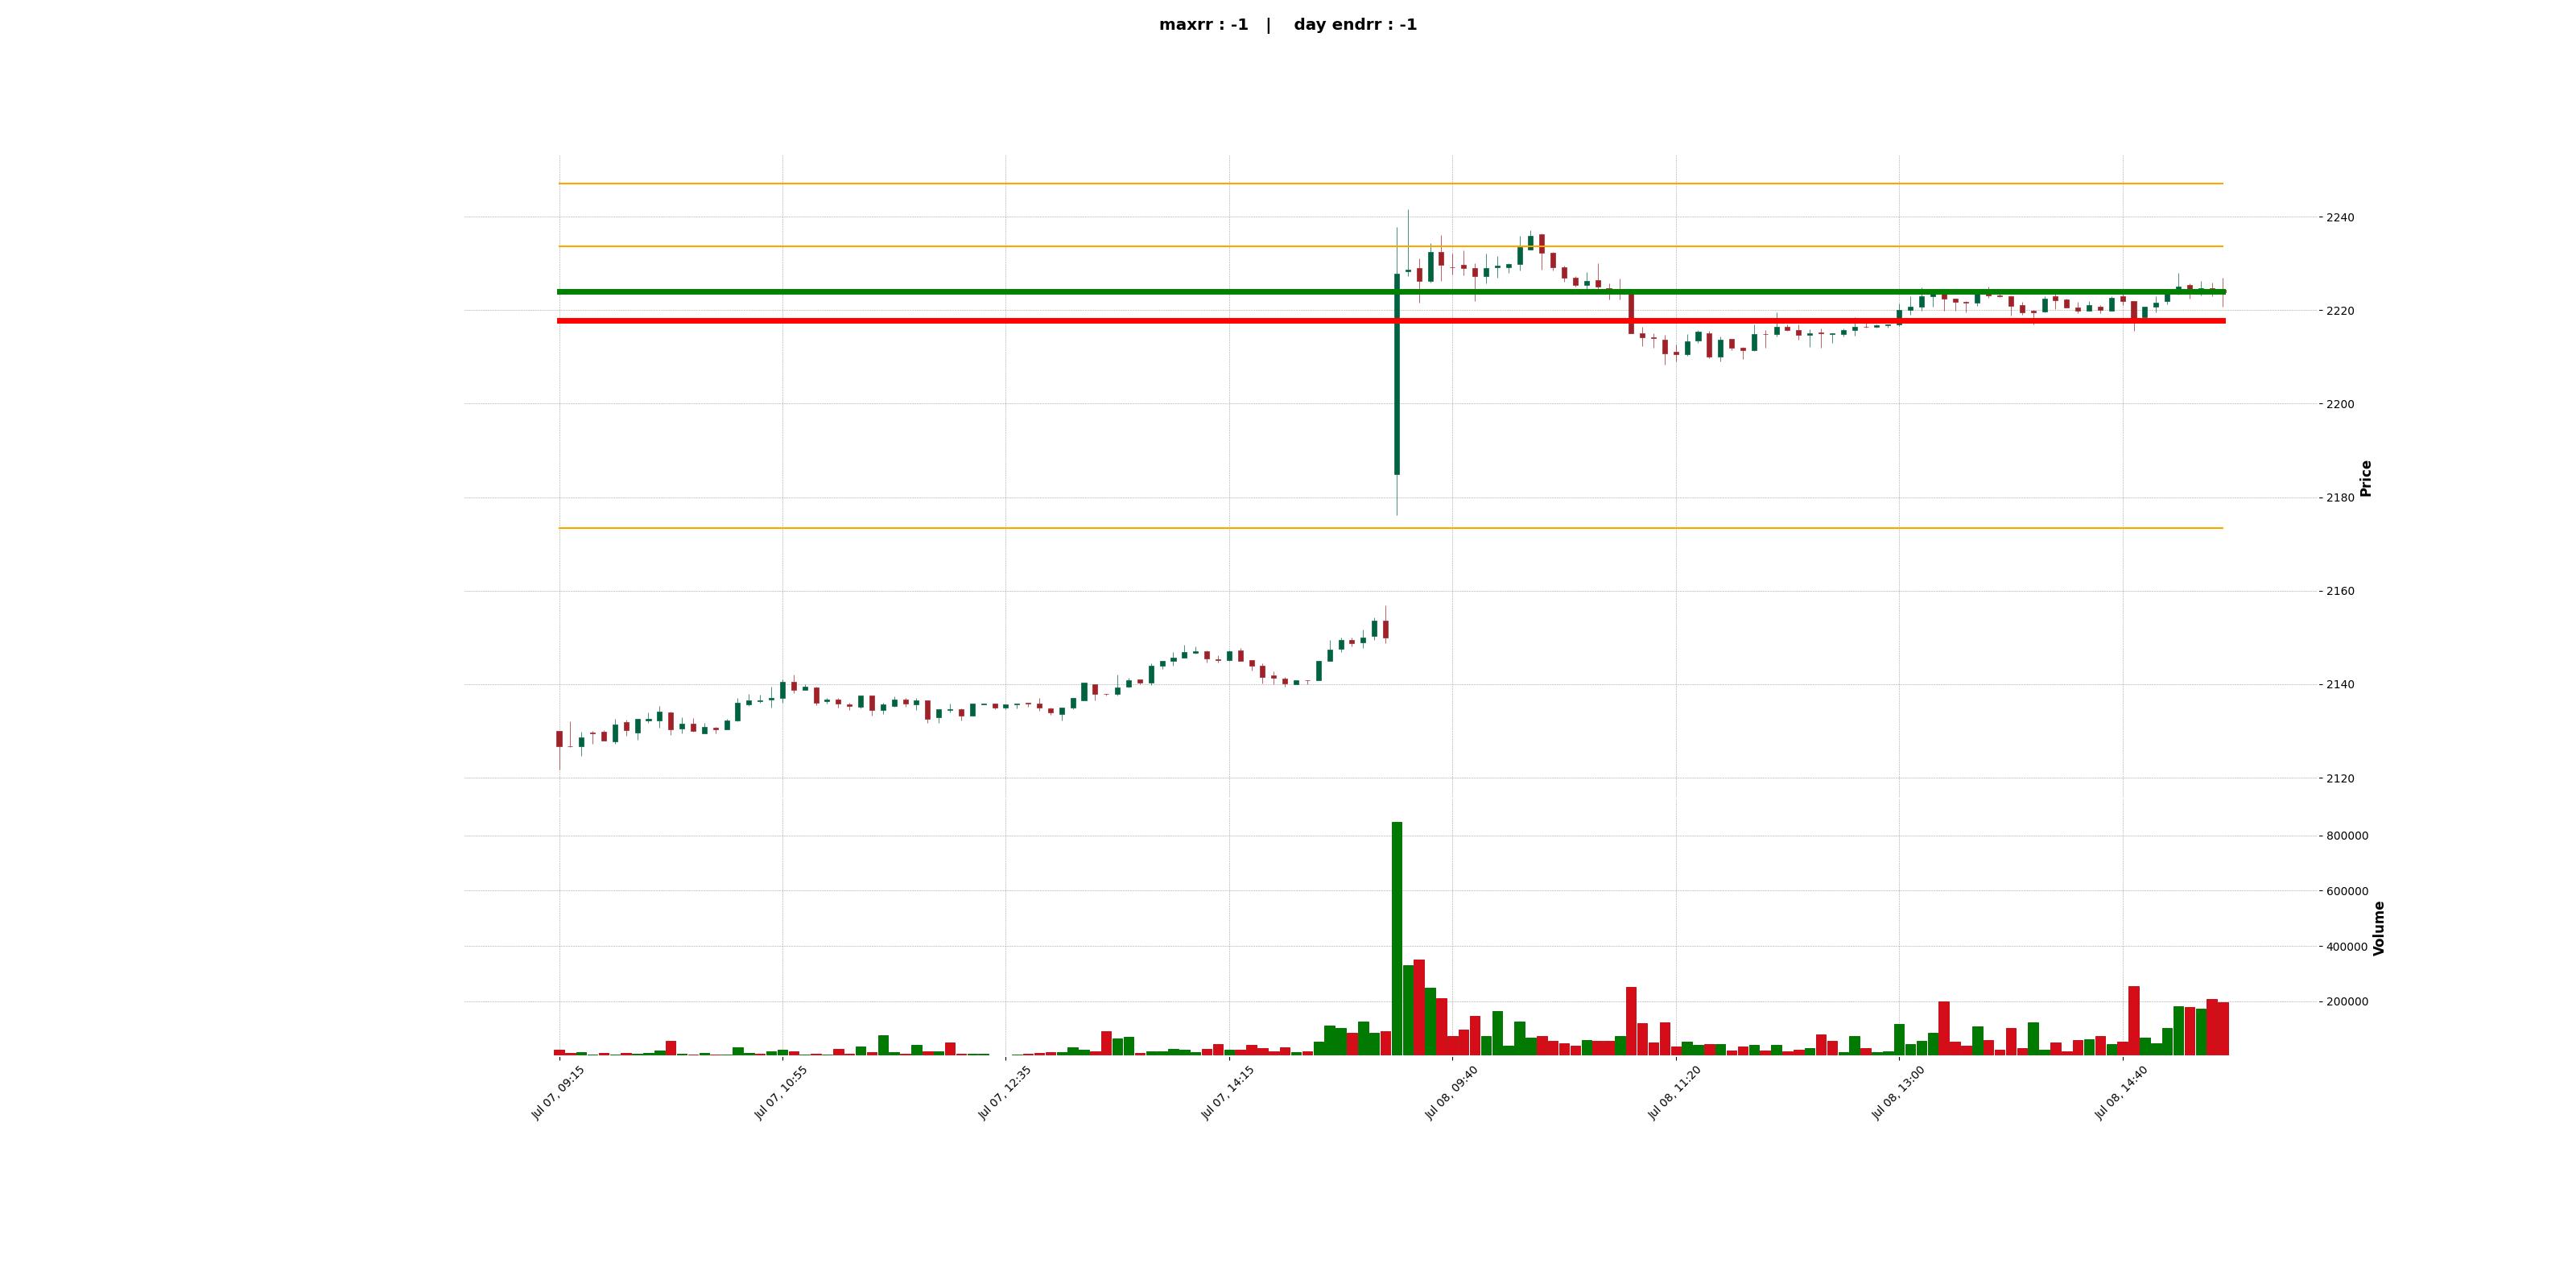 maxrr : -1   |    day endrr : -1
2240
2220
2200
2180
2160
2140
2120
Price
800000
600000
400000
200000
Volume
Jul 07, 09:15
Jul 07, 10:55
Jul 07, 12:35
Jul 07, 14:15
Jul 08, 09:40
Jul 08, 11:20
Jul 08, 13:00
Jul 08, 14:40